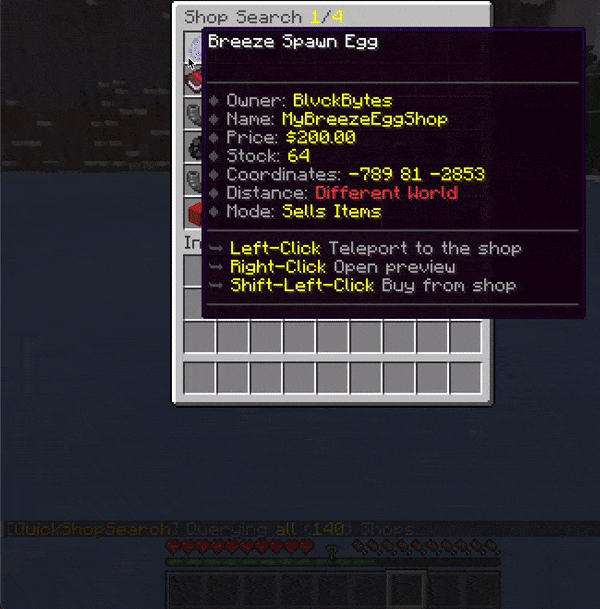 Shop Search 1/4
Breeze Spawn Egg
◆ Owner: BlvckBytes
◆ Name: MyBreezeEggShop
◆ Price: $200.00
◆ Stock: 64
◆ Coordinates: -789 81 -2853
◆ Distance: Different World
◆ Mode: Sells Items
In
Left-Click Teleport to the shop
Right-Click Open preview
Shift-Left-Click Buy from shop
[QuickShopSearch] Querying all (140) Shops
7